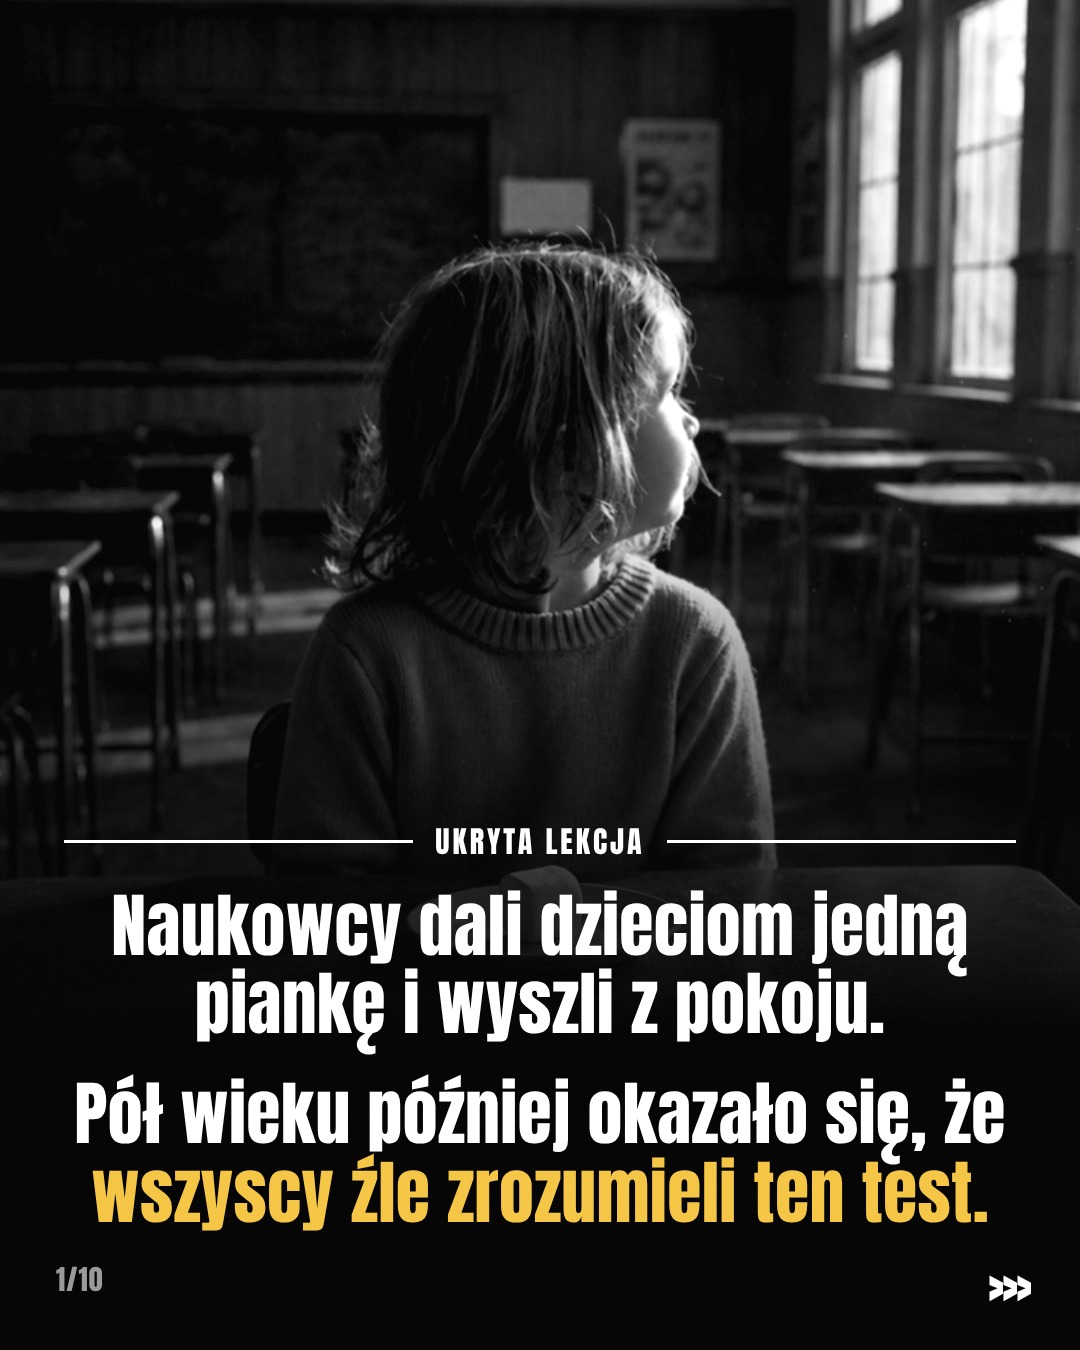 UKRYTA LEKCJA
Naukowcy dali dzieciom jedną
piankę i wyszli z pokoju.
Pół wieku później okazało się, że
wszyscy źle zrozumieli ten test.
1/10
>>>